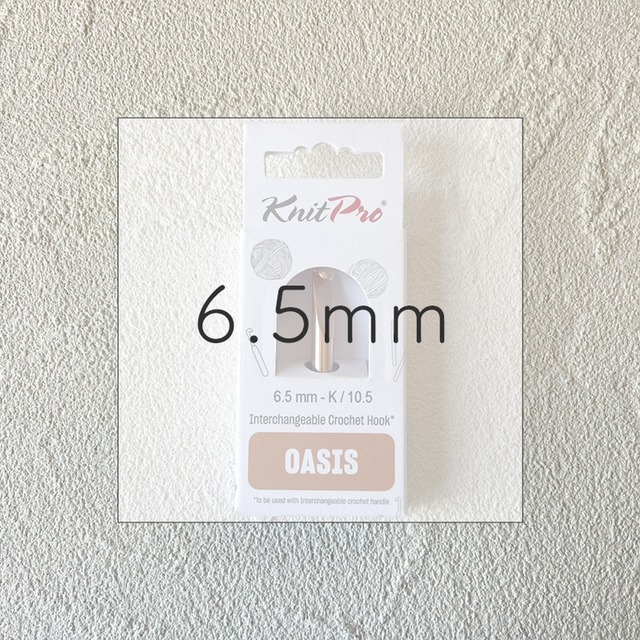 KnitPro®
6.5mm
6.5 mm - K / 10.5
Interchangeable Crochet Hook*
OASIS
*To be used with Interchangeable crochet handle